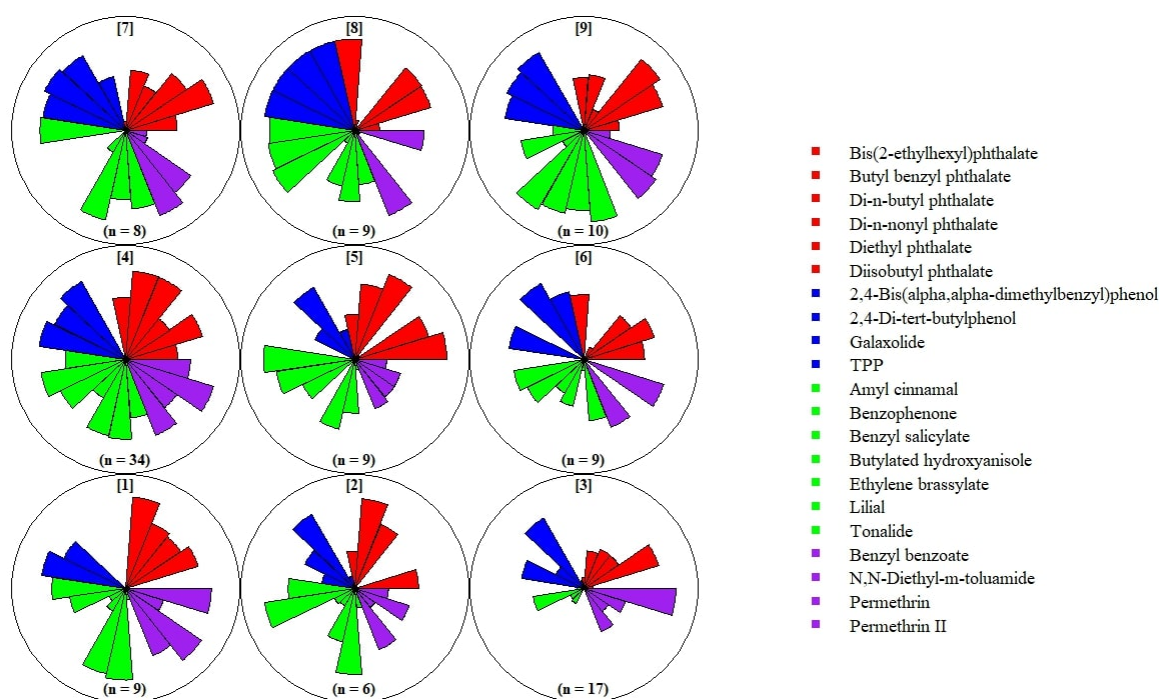 [7]
[8]
[9]
(n = 8)
(n = 9)
(n = 10)
[4]
[5]
[6]
(n = 34)
(n = 9)
(n = 9)
[1]
[2]
[3]
(n = 9)
(n = 6)
(n = 17)
Bis(2-ethylhexyl)phthalate
Butyl benzyl phthalate
Di-n-butyl phthalate
Di-n-nonyl phthalate
Diethyl phthalate
Diisobutyl phthalate
2,4-Bis(alpha,alpha-dimethylbenzyl)phenol
2,4-Di-tert-butylphenol
Galaxolide
TPP
Amyl cinnamal
Benzophenone
Benzyl salicylate
Butylated hydroxyanisole
Ethylene brassylate
Lilial
Tonalide
Benzyl benzoate
N,N-Diethyl-m-toluamide
Permethrin
Permethrin II